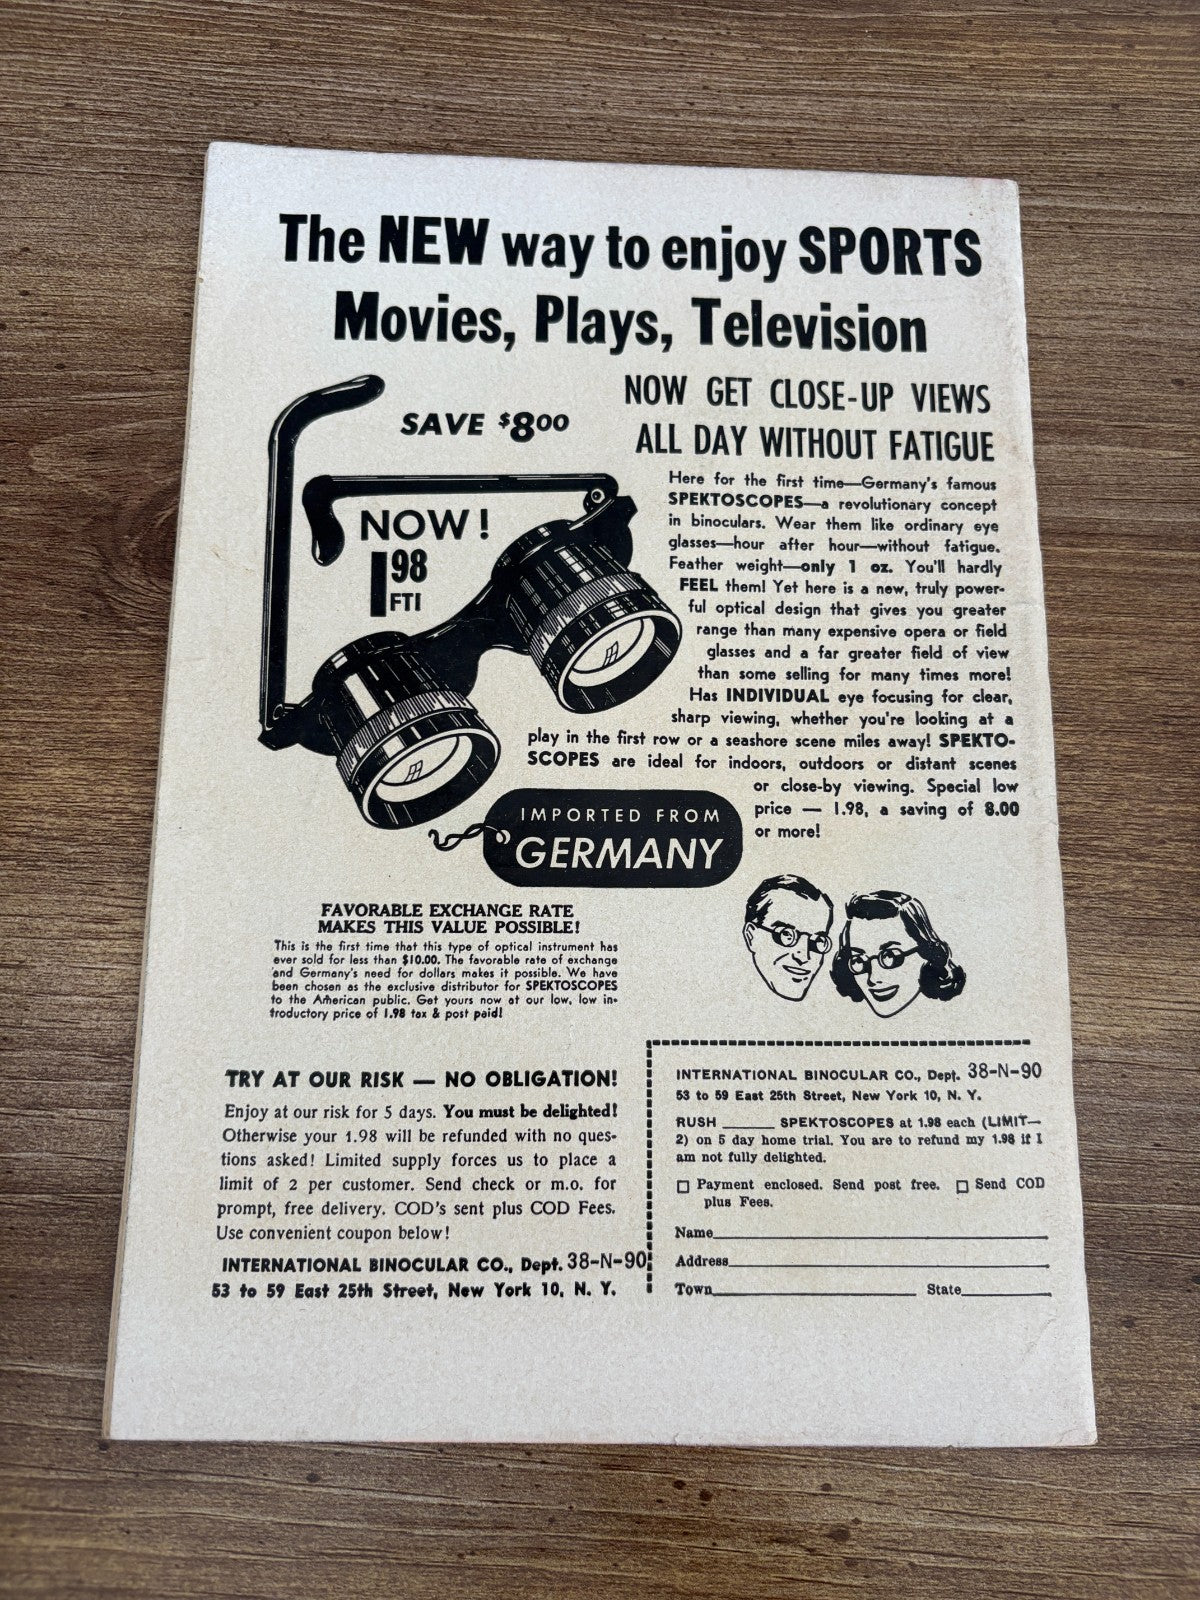 The NEW way to enjoy SPORTS
Movies, Plays, Television
SAVE $8.00
NOW!
1.98
FTI
NOW GET CLOSE-UP VIEWS
ALL DAY WITHOUT FATIGUE
Here for the first time—Germany's famous
SPEKTOSCOPES—a revolutionary concept
in binoculars. Wear them like ordinary eye
glasses—hour after hour—without fatigue.
Feather weight—only 1 oz. You'll hardly
FEEL them! Yet here is a new, truly power-
ful optical design that gives you greater
range than many expensive opera or field
glasses and a far greater field of view
than some selling for many times more!
Has INDIVIDUAL eye focusing for clear,
sharp viewing, whether you're looking at a
play in the first row or a seashore scene miles away! SPEKTO-
SCOPES are ideal for indoors, outdoors or distant scenes
or close-by viewing. Special low
price — 1.98, a saving of 8.00
or more!
IMPORTED FROM
GERMANY
FAVORABLE EXCHANGE RATE
MAKES THIS VALUE POSSIBLE!
This is the first time that this type of optical instrument has
ever sold for less than $10.00. The favorable rate of exchange
and Germany's need for dollars makes it possible. We have
been chosen as the exclusive distributor for SPEKTOSCOPES
to the American public. Get yours now at our low, low in-
troductory price of 1.98 tax & post paid!
TRY AT OUR RISK — NO OBLIGATION!
Enjoy at our risk for 5 days. You must be delighted!
Otherwise your 1.98 will be refunded with no ques-
tions asked! Limited supply forces us to place a
limit of 2 per customer. Send check or m.o. for
prompt, free delivery. COD's sent plus COD Fees.
Use convenient coupon below!
INTERNATIONAL BINOCULAR CO., Dept. 38-N-90
53 to 59 East 25th Street, New York 10, N. Y.
INTERNATIONAL BINOCULAR CO., Dept. 38-N-90
53 to 59 East 25th Street, New York 10, N. Y.
RUSH ______ SPEKTOSCOPES at 1.98 each (LIMIT—
2) on 5 day home trial. You are to refund my 1.98 if I
am not fully delighted.
☐ Payment enclosed. Send post free. ☐ Send COD
plus Fees.
Name
Address
Town State